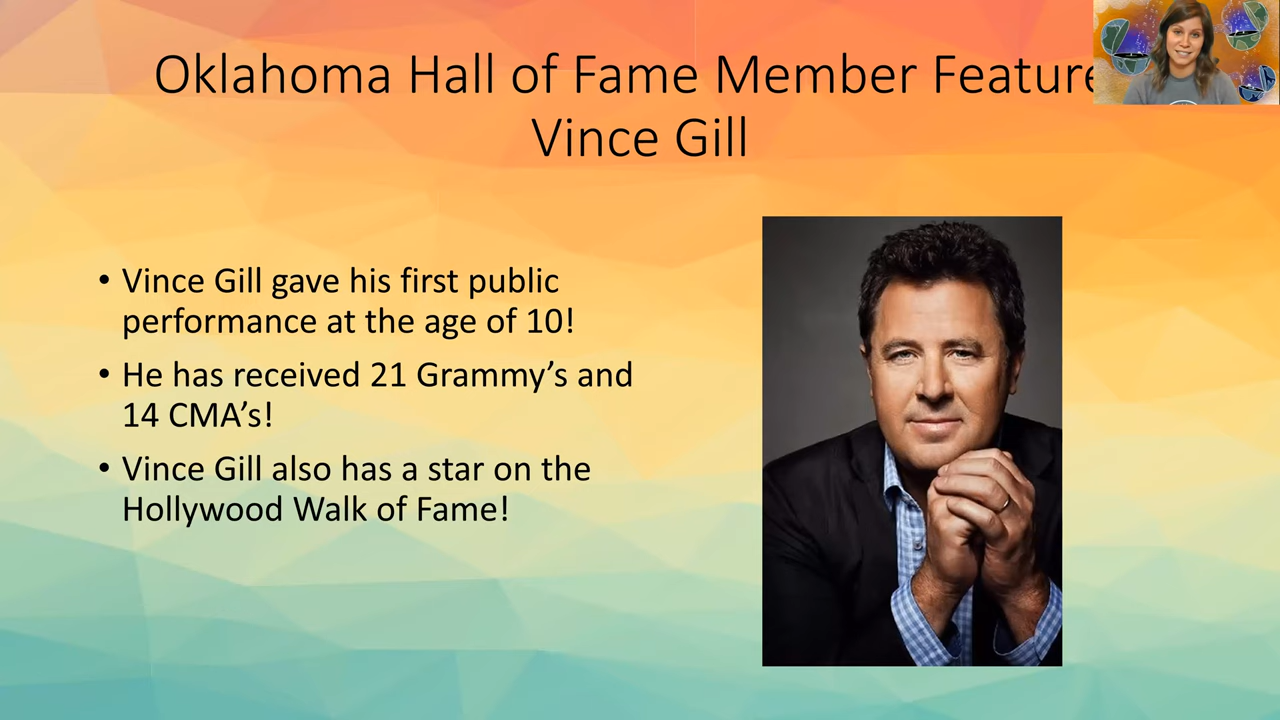 Oklahoma Hall of Fame Member Feature
Vince Gill
• Vince Gill gave his first public
performance at the age of 10!
• He has received 21 Grammy’s and
14 CMA’s!
• Vince Gill also has a star on the
Hollywood Walk of Fame!